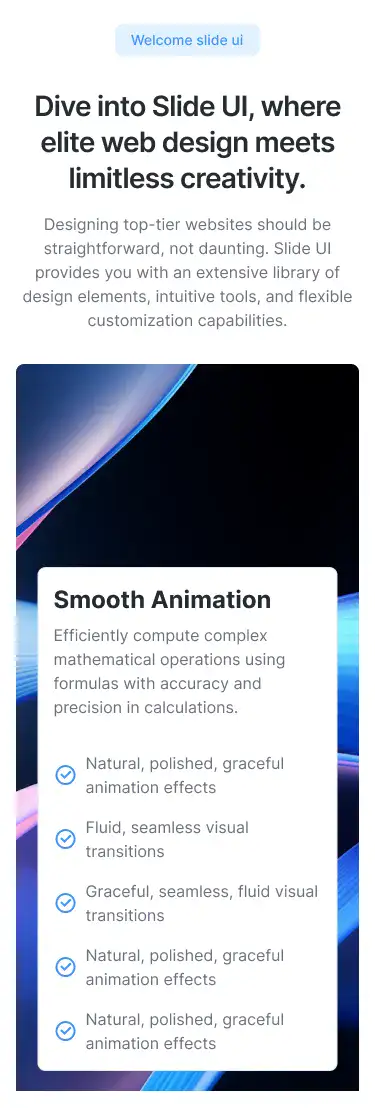 Welcome slide ui
Dive into Slide UI, where
elite web design meets
limitless creativity.
Designing top-tier websites should be
straightforward, not daunting. Slide UI
provides you with an extensive library of
design elements, intuitive tools, and flexible
customization capabilities.
Smooth Animation
Efficiently compute complex
mathematical operations using
formulas with accuracy and
precision in calculations.
Natural, polished, graceful
animation effects
Fluid, seamless visual
transitions
Graceful, seamless, fluid visual
transitions
Natural, polished, graceful
animation effects
Natural, polished, graceful
animation effects